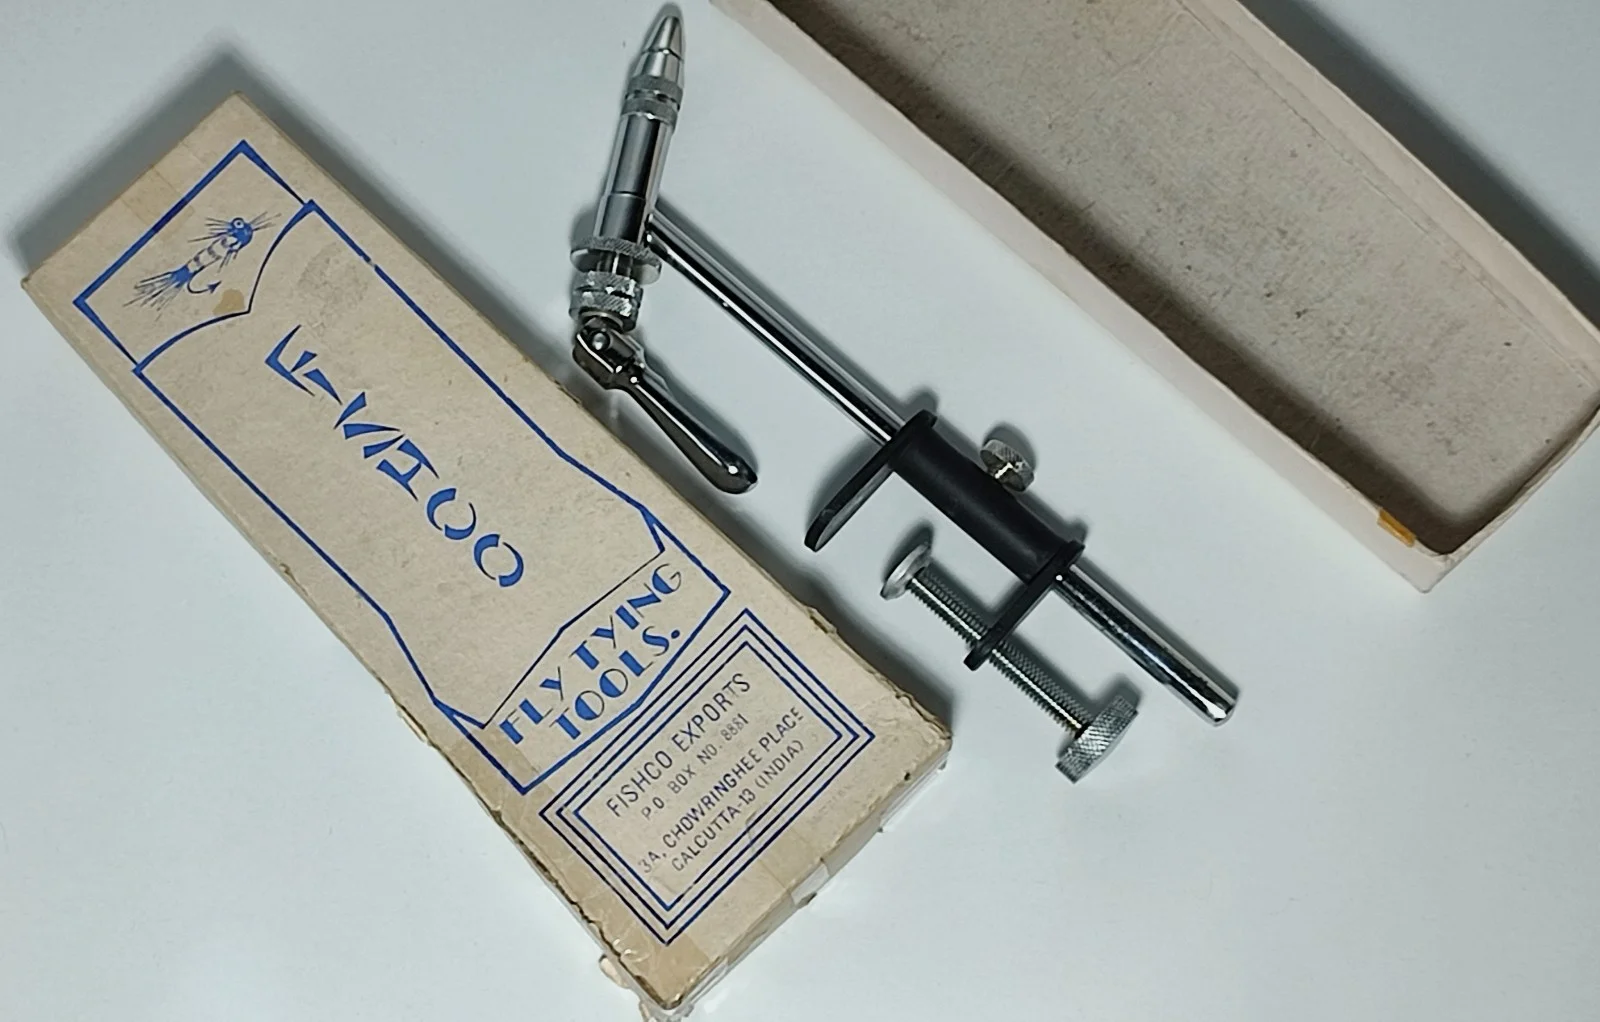 FISHCO
FLY TYING
TOOLS.
FISHCO EXPORTS
P.O. BOX NO. 8881
3A, CHOWRINGHEE PLACE
CALCUTTA-13 (INDIA)